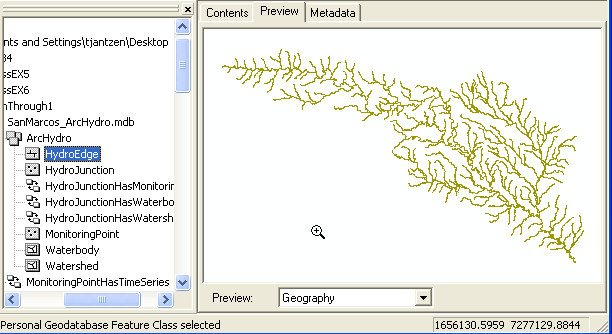 Contents Preview Metadata
nts and Settings\tjantzen\Desktop
34
ssEX5
ssEX6
nThrough1
SanMarcos_ArcHydro.mdb
ArcHydro
HydroEdge
HydroJunction
HydroJunctionHasMonitorin
HydroJunctionHasWaterbo
HydroJunctionHasWatersh
MonitoringPoint
Waterbody
Watershed
MonitoringPointHasTimeSeries
Preview: Geography
Personal Geodatabase Feature Class selected
1656130.5959 7277129.8844